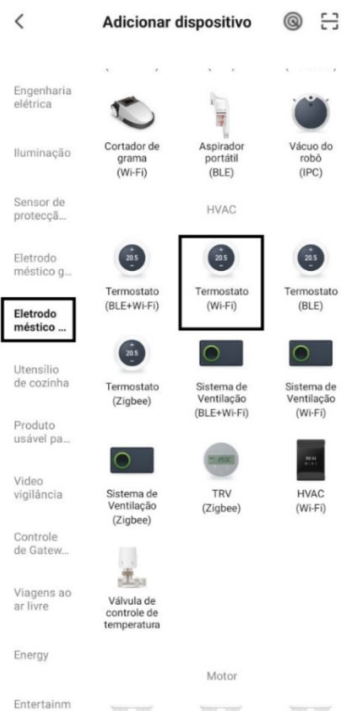 Adicionar dispositivo
Engenharia
elétrica
Iluminação
Sensor de
protecçã...
Eletrodo
méstico g...
Eletrodo
méstico ...
Utensílio
de cozinha
Produto
usável pa...
Video
vigilância
Controle
de Gatew...
Viagens ao
ar livre
Energy
Entertainm
Cortador de
grama
(Wi-Fi)
Aspirador
portátil
(BLE)
Vácuo do
robô
(IPC)
HVAC
20.5
Termostato
(BLE+Wi-Fi)
20.5
Termostato
(Wi-Fi)
20.5
Termostato
(BLE)
20.5
Termostato
(Zigbee)
Sistema de
Ventilação
(BLE+Wi-Fi)
Sistema de
Ventilação
(Wi-Fi)
Sistema de
Ventilação
(Zigbee)
TRV
(Zigbee)
HVAC
(Wi-Fi)
Válvula de
controle de
temperatura
Motor